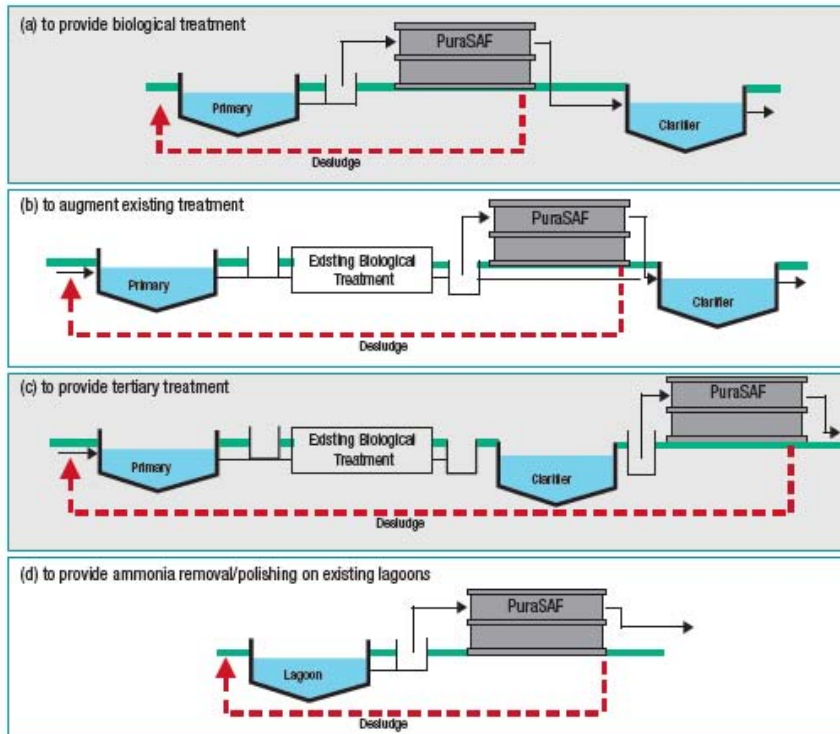 (a) to provide biological treatment
PuraSAF
Primary
Clarifier
Desludge
(b) to augment existing treatment
PuraSAF
Existing Biological
Treatment
Primary
Clarifier
Desludge
(c) to provide tertiary treatment
PuraSAF
Existing Biological
Treatment
Primary
Clarifier
Desludge
(d) to provide ammonia removal/polishing on existing lagoons
PuraSAF
Lagoon
Desludge